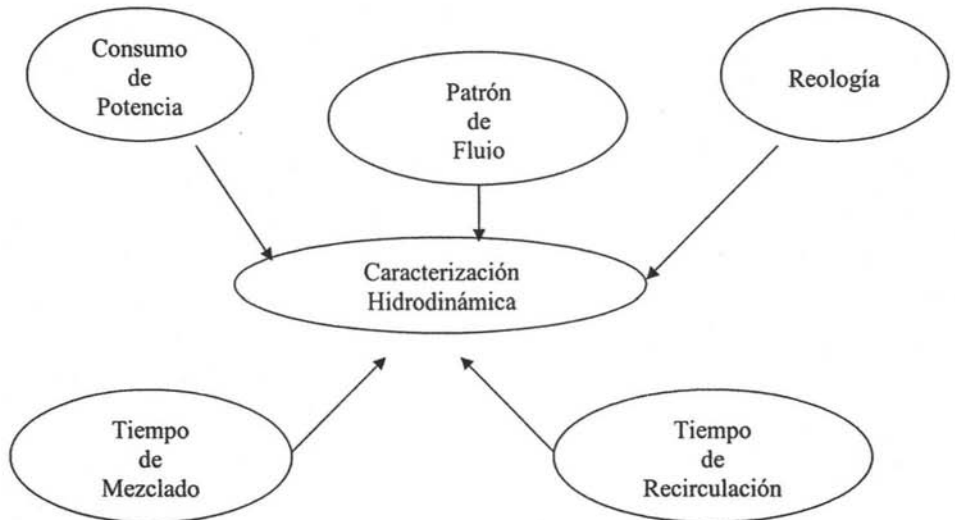 Consumo
de
Potencia
Patrón
de
Flujo
Reología
Caracterización
Hidrodinámica
Tiempo
de
Mezclado
Tiempo
de
Recirculación